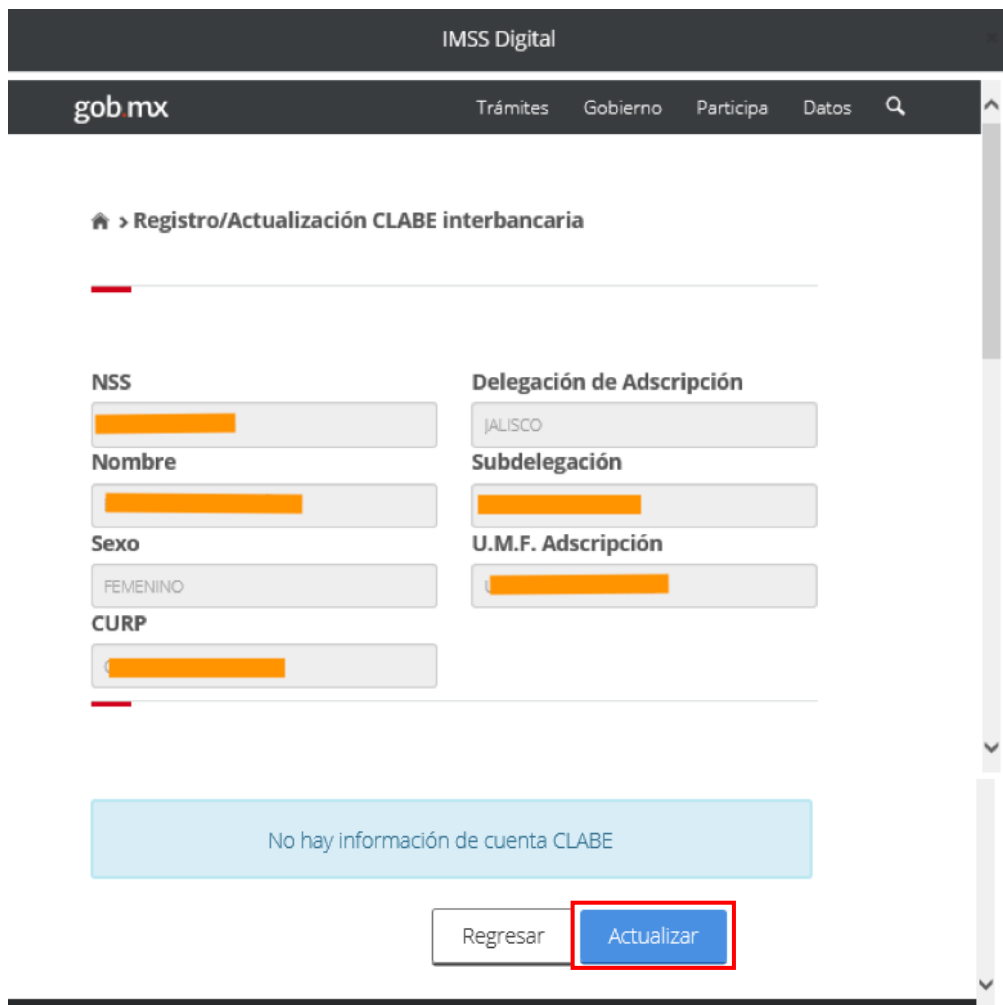 IMSS Digital
gob.mx Trámites Gobierno Participa Datos
> Registro/Actualización CLABE interbancaria
NSS Delegación de Adscripción
JALISCO
Nombre Subdelegación
Sexo U.M.F. Adscripción
FEMENINO
CURP
No hay información de cuenta CLABE
Regresar Actualizar